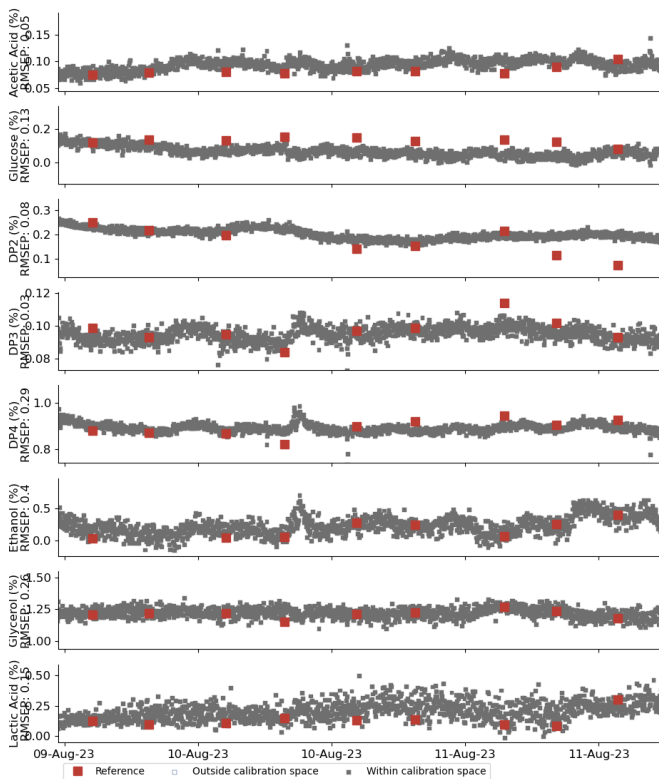 Acetic Acid (%)
RMSEP: 0.05
0.15
0.10
0.05
Glucose (%)
RMSEP: 0.13
0.2
0.0
DP2 (%)
RMSEP: 0.08
0.3
0.2
0.1
DP3 (%)
RMSEP: 0.03
0.12
0.10
0.08
DP4 (%)
RMSEP: 0.29
1.0
0.8
Ethanol (%)
RMSEP: 0.4
0.5
0.0
Glycerol (%)
RMSEP: 0.26
1.50
1.25
1.00
Lactic Acid (%)
0.50
0.25
0.00
09-Aug-23 10-Aug-23 10-Aug-23 11-Aug-23 11-Aug-23
Reference Outside calibration space Within calibration space